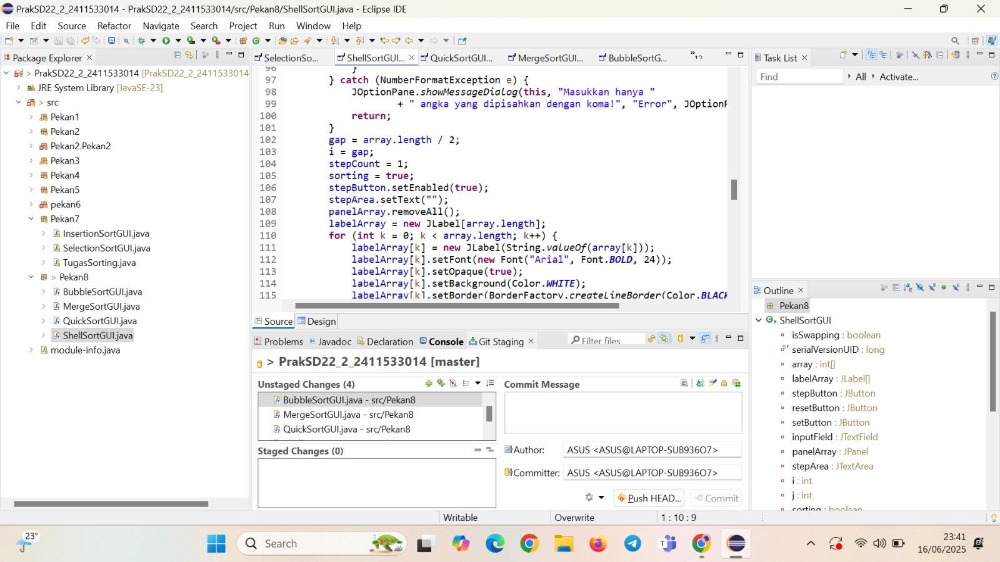 PrakSD22_2_2411533014 - PrakSD22_2_2411533014/src/Pekan8/ShellSortGUI.java - Eclipse IDE
File Edit Source Refactor Navigate Search Project Run Window Help
Package Explorer
> PrakSD22_2_2411533014 [PrakSD22_2_2411533014
JRE System Library [JavaSE-23]
> src
Pekan1
Pekan2
Pekan2.Pekan2
Pekan3
Pekan4
Pekan5
pekan6
Pekan7
InsertionSortGUI.java
SelectionSortGUI.java
TugasSorting.java
> Pekan8
BubbleSortGUI.java
MergeSortGUI.java
QuickSortGUI.java
ShellSortGUI.java
module-info.java
SelectionSo... ShellSortGUI... QuickSortGUI... MergeSortGUI... BubbleSortG... »12
96 }
97 } catch (NumberFormatException e) {
98 JOptionPane.showMessageDialog(this, "Masukkan hanya "
99 + " angka yang dipisahkan dengan koma!", "Error", JOptionP
100 return;
101 }
102 gap = array.length / 2;
103 i = gap;
104 stepCount = 1;
105 sorting = true;
106 stepButton.setEnabled(true);
107 stepArea.setText("");
108 panelArray.removeAll();
109 labelArray = new JLabel[array.length];
110 for (int k = 0; k < array.length; k++) {
111 labelArray[k] = new JLabel(String.valueOf(array[k]));
112 labelArray[k].setFont(new Font("Arial", Font.BOLD, 24));
113 labelArray[k].setOpaque(true);
114 labelArray[k].setBackground(Color.WHITE);
115 labelArray[k].setBorder(BorderFactory.createLineBorder(Color.BLACK
Source Design
Problems Javadoc Declaration Console Git Staging Filter files
> PrakSD22_2_2411533014 [master]
Unstaged Changes (4)
BubbleSortGUI.java - src/Pekan8
MergeSortGUI.java - src/Pekan8
QuickSortGUI.java - src/Pekan8
Staged Changes (0)
Commit Message
Author: ASUS <ASUS@LAPTOP-SUB936O7>
Committer: ASUS <ASUS@LAPTOP-SUB936O7>
Push HEAD... Commit
Task List
Find All Activate...
Outline
Pekan8
ShellSortGUI
isSwapping : boolean
serialVersionUID : long
array : int[]
labelArray : JLabel[]
stepButton : JButton
resetButton : JButton
setButton : JButton
inputField : JTextField
panelArray : JPanel
stepArea : JTextArea
i : int
j : int
sorting : boolean
Writable Overwrite 1 : 10 : 9
23°
Search
23:41
16/06/2025